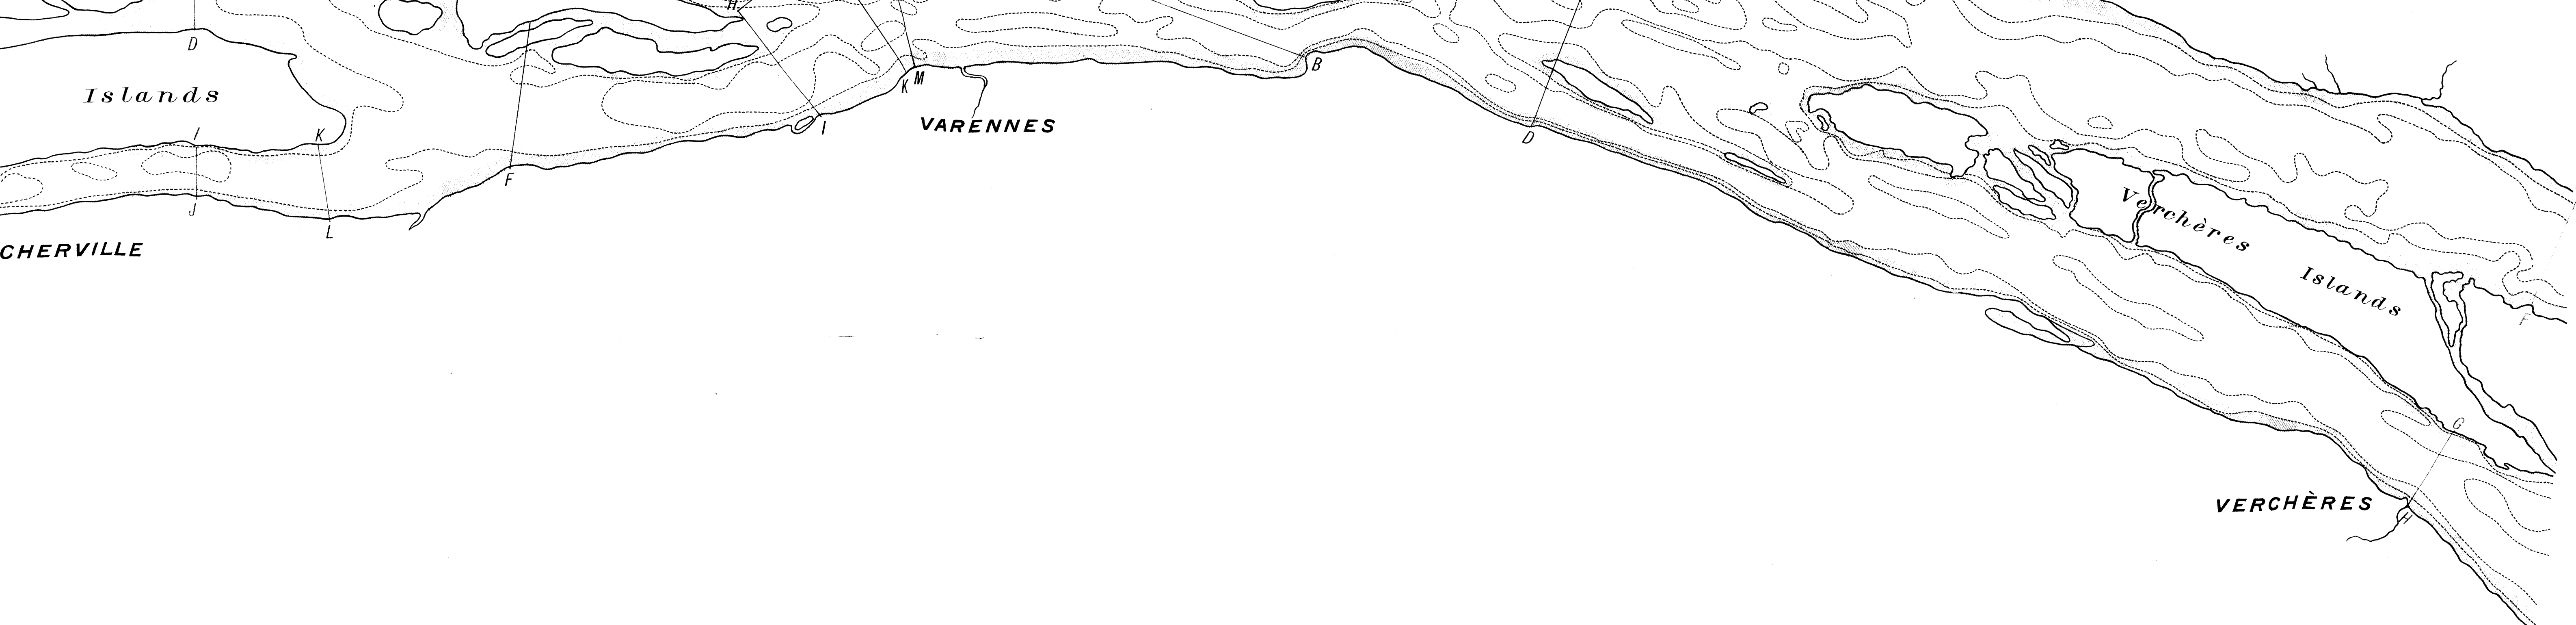 H
D
K
M
B
Islands
I
K
I
VARENNES
D
F
J
L
CHERVILLE
Verchères
Islands
F
G
VERCHÈRES
H